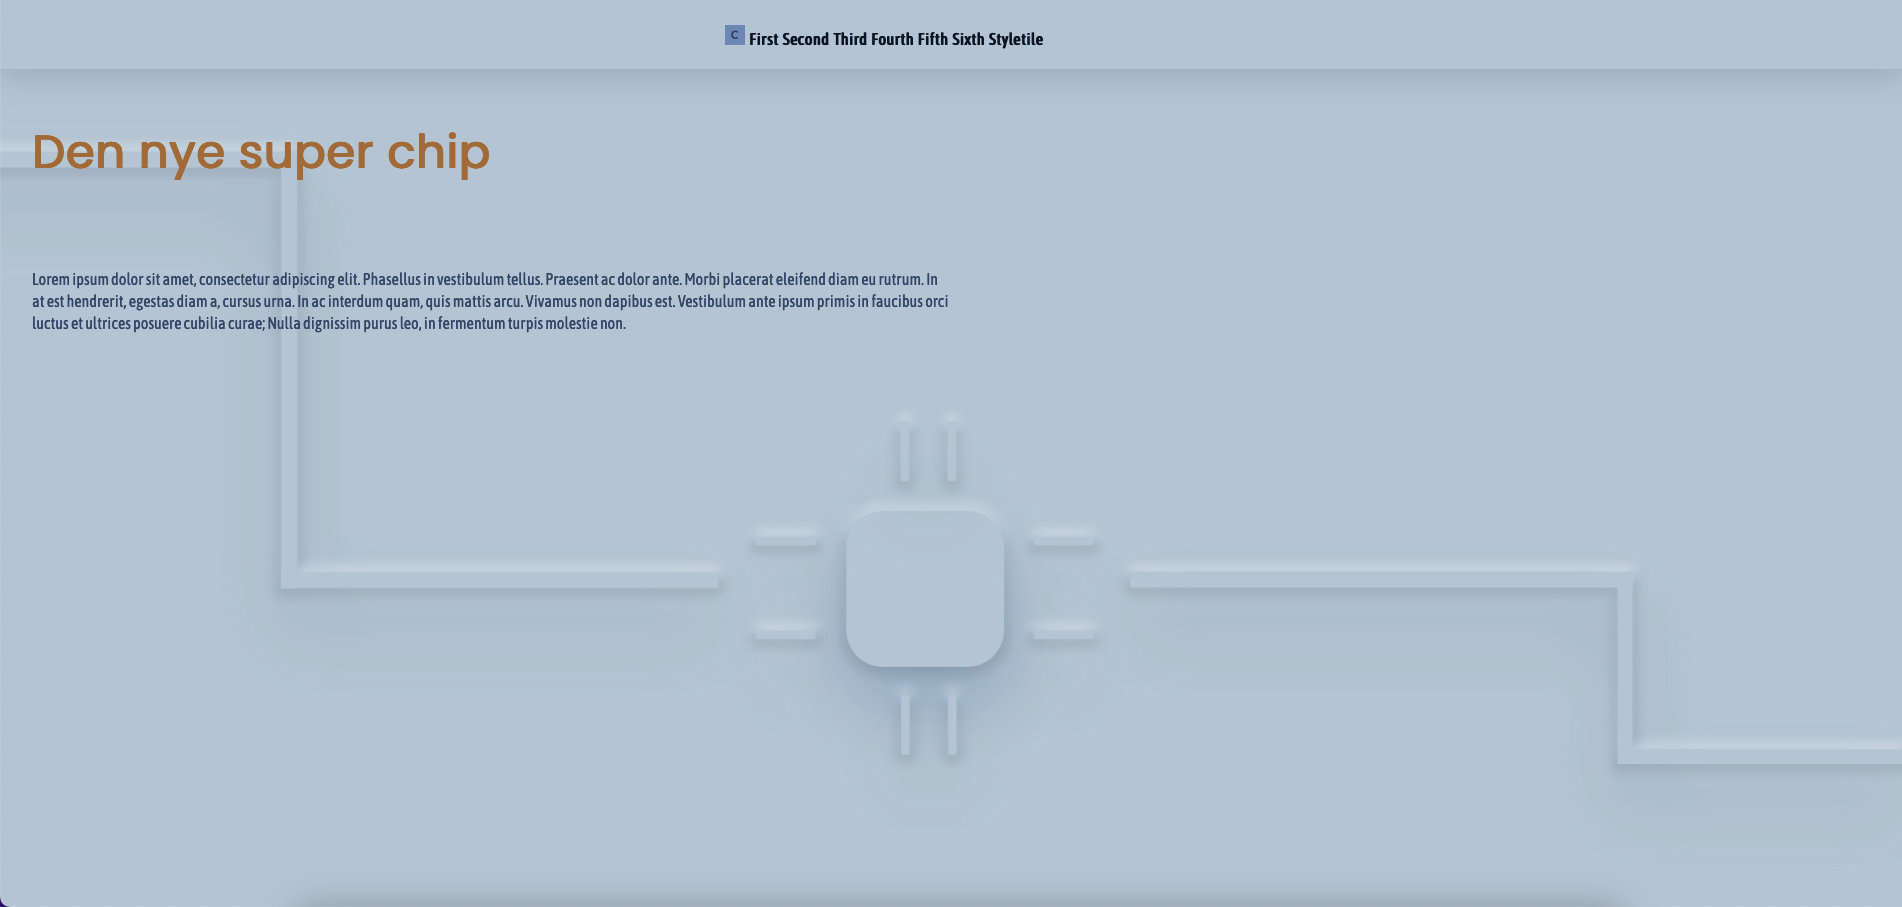 C First Second Third Fourth Fifth Sixth Styletile
Den nye super chip
Lorem ipsum dolor sit amet, consectetur adipiscing elit. Phasellus in vestibulum tellus. Praesent ac dolor ante. Morbi placerat eleifend diam eu rutrum. In
at est hendrerit, egestas diam a, cursus urna. In ac interdum quam, quis mattis arcu. Vivamus non dapibus est. Vestibulum ante ipsum primis in faucibus orci
luctus et ultrices posuere cubilia curae; Nulla dignissim purus leo, in fermentum turpis molestie non.